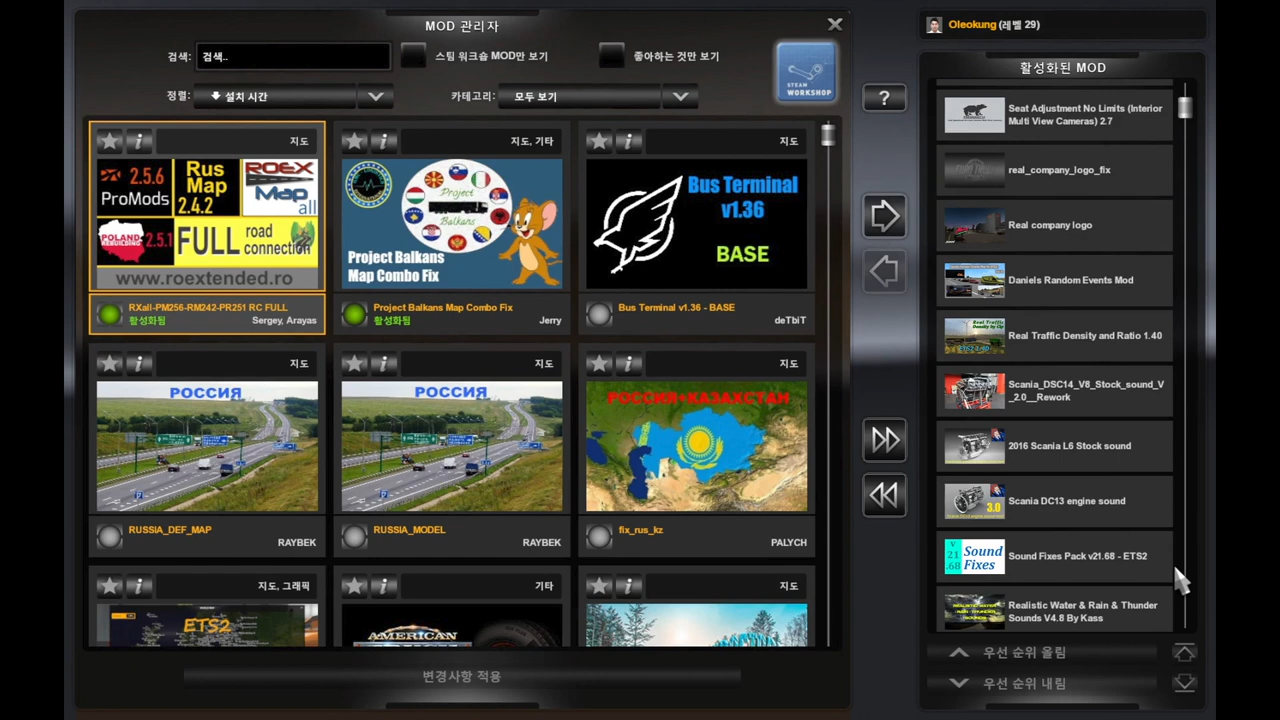 MOD 관리자
검색:
검색..
스팀 워크숍 MOD만 보기
좋아하는 것만 보기
STEAM
WORKSHOP
정렬:
설치 시간
카테고리:
모두 보기
지도
2.5.6
ProMods
Rus
Map
2.4.2
ROEX
Map
all
POLAND
REBUILDING
2.5.1
FULL road
connection
www.roextended.ro
RXall-PM256-RM242-PR251 RC FULL
활성화됨
Sergey, Arayas
지도, 기타
Project
Balkans
Project Balkans
Map Combo Fix
Project Balkans Map Combo Fix
활성화됨
Jerry
지도
Bus Terminal
v1.36
BASE
Bus Terminal v1.36 - BASE
deTbiT
지도
РОССИЯ
RUSSIA_DEF_MAP
RAYBEK
지도
РОССИЯ
RUSSIA_MODEL
RAYBEK
지도
РОССИЯ+КАЗАХСТАН
fix_rus_kz
PALYCH
지도, 그래픽
ETS2
기타
AMERICAN
지도
변경사항 적용
?
Oleokung (레벨 29)
활성화된 MOD
Seat Adjustment No Limits (Interior
Multi View Cameras) 2.7
real_company_logo_fix
Real company logo
Daniels Random Events Mod
Real Traffic Density and Ratio 1.40
Scania_DSC14_V8_Stock_sound_V
_2.0__Rework
2016 Scania L6 Stock sound
3.0
Scania DC13 engine sound
V
21
.68
Sound
Fixes
Sound Fixes Pack v21.68 - ETS2
Realistic Water & Rain & Thunder
Sounds V4.8 By Kass
우선 순위 올림
우선 순위 내림